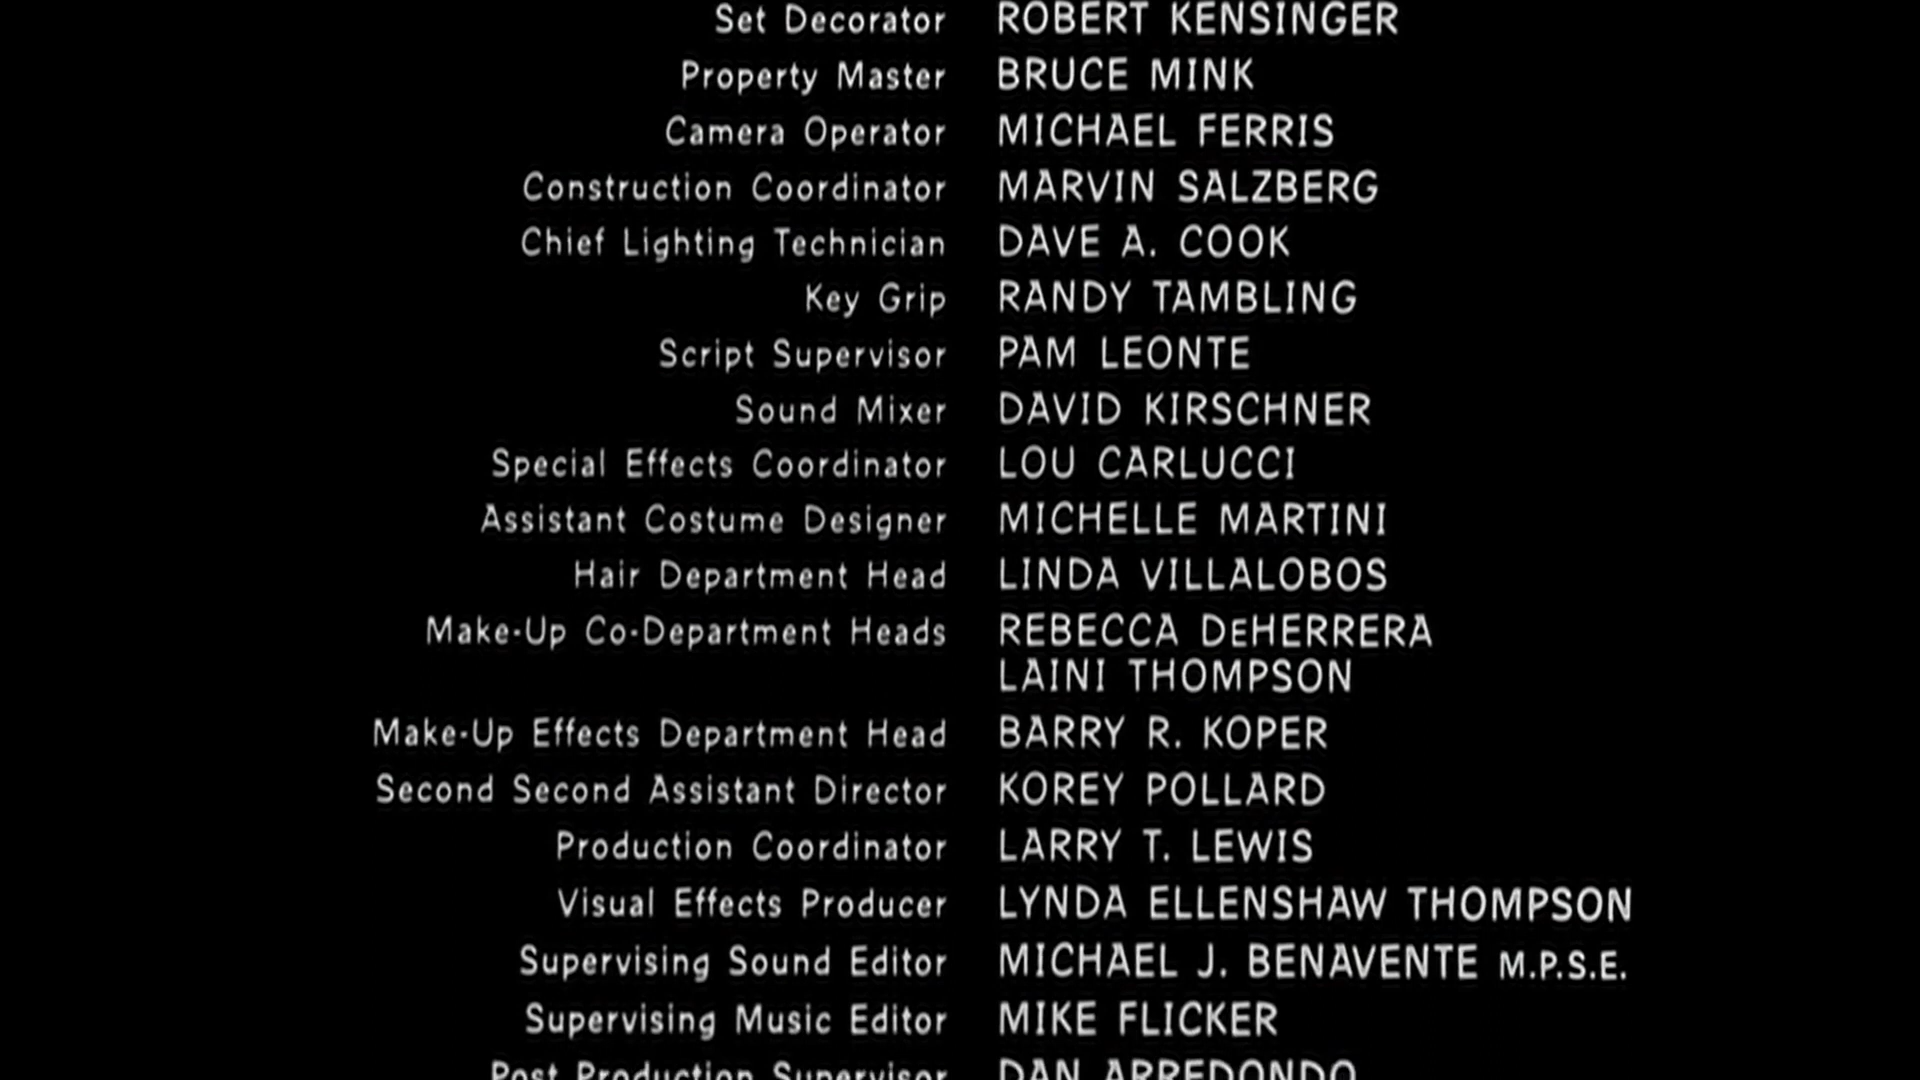 Set Decorator ROBERT KENSINGER
Property Master BRUCE MINK
Camera Operator MICHAEL FERRIS
Construction Coordinator MARVIN SALZBERG
Chief Lighting Technician DAVE A. COOK
Key Grip RANDY TAMBLING
Script Supervisor PAM LEONTE
Sound Mixer DAVID KIRSCHNER
Special Effects Coordinator LOU CARLUCCI
Assistant Costume Designer MICHELLE MARTINI
Hair Department Head LINDA VILLALOBOS
Make-Up Co-Department Heads REBECCA DEHERRERA
LAINI THOMPSON
Make-Up Effects Department Head BARRY R. KOPER
Second Second Assistant Director KOREY POLLARD
Production Coordinator LARRY T. LEWIS
Visual Effects Producer LYNDA ELLENSHAW THOMPSON
Supervising Sound Editor MICHAEL J. BENAVENTE M.P.S.E.
Supervising Music Editor MIKE FLICKER
Post Production Supervisor DAN ARREDONDO